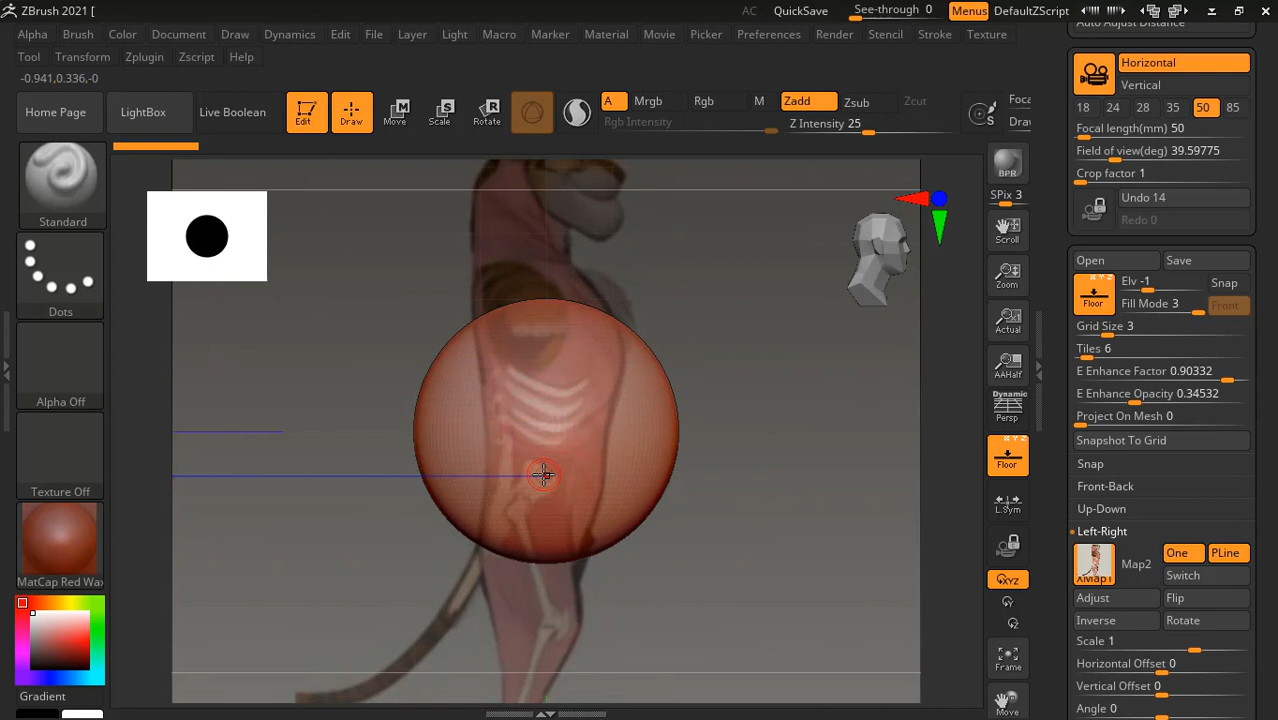 ZBrush 2021 [
AC
QuickSave
See-through 0
Menus
DefaultZScript
Alpha Brush Color Document Draw Dynamics Edit File Layer Light Macro Marker Material Movie Picker Preferences Render Stencil Stroke Texture
Tool Transform Zplugin Zscript Help
-0.941,0.336,-0
Home Page
LightBox
Live Boolean
Edit
Draw
Move
Scale
Rotate
A
Mrgb
Rgb
M
Rgb Intensity
Zadd
Zsub
Zcut
Z Intensity 25
Foca
Drav
Standard
Dots
Alpha Off
Texture Off
MatCap Red Wax
Gradient
BPR
SPix 3
Scroll
Zoom
Actual
AAHalf
Dynamic
Persp
Floor
L.Sym
XYZ
Y
Z
Frame
Move
Auto Adjust Distance
Horizontal
Vertical
18 24 28 35 50 85
Focal length(mm) 50
Field of view(deg) 39.59775
Crop factor 1
Undo 14
Redo 0
Open
Save
X Y Z
Floor
Elv -1
Snap
Fill Mode 3
Front
Grid Size 3
Tiles 6
E Enhance Factor 0.90332
E Enhance Opacity 0.34532
Project On Mesh 0
Snapshot To Grid
Snap
Front-Back
Up-Down
Left-Right
XMap1
Map2
One
PLine
Switch
Adjust
Flip
Inverse
Rotate
Scale 1
Horizontal Offset 0
Vertical Offset 0
Angle 0